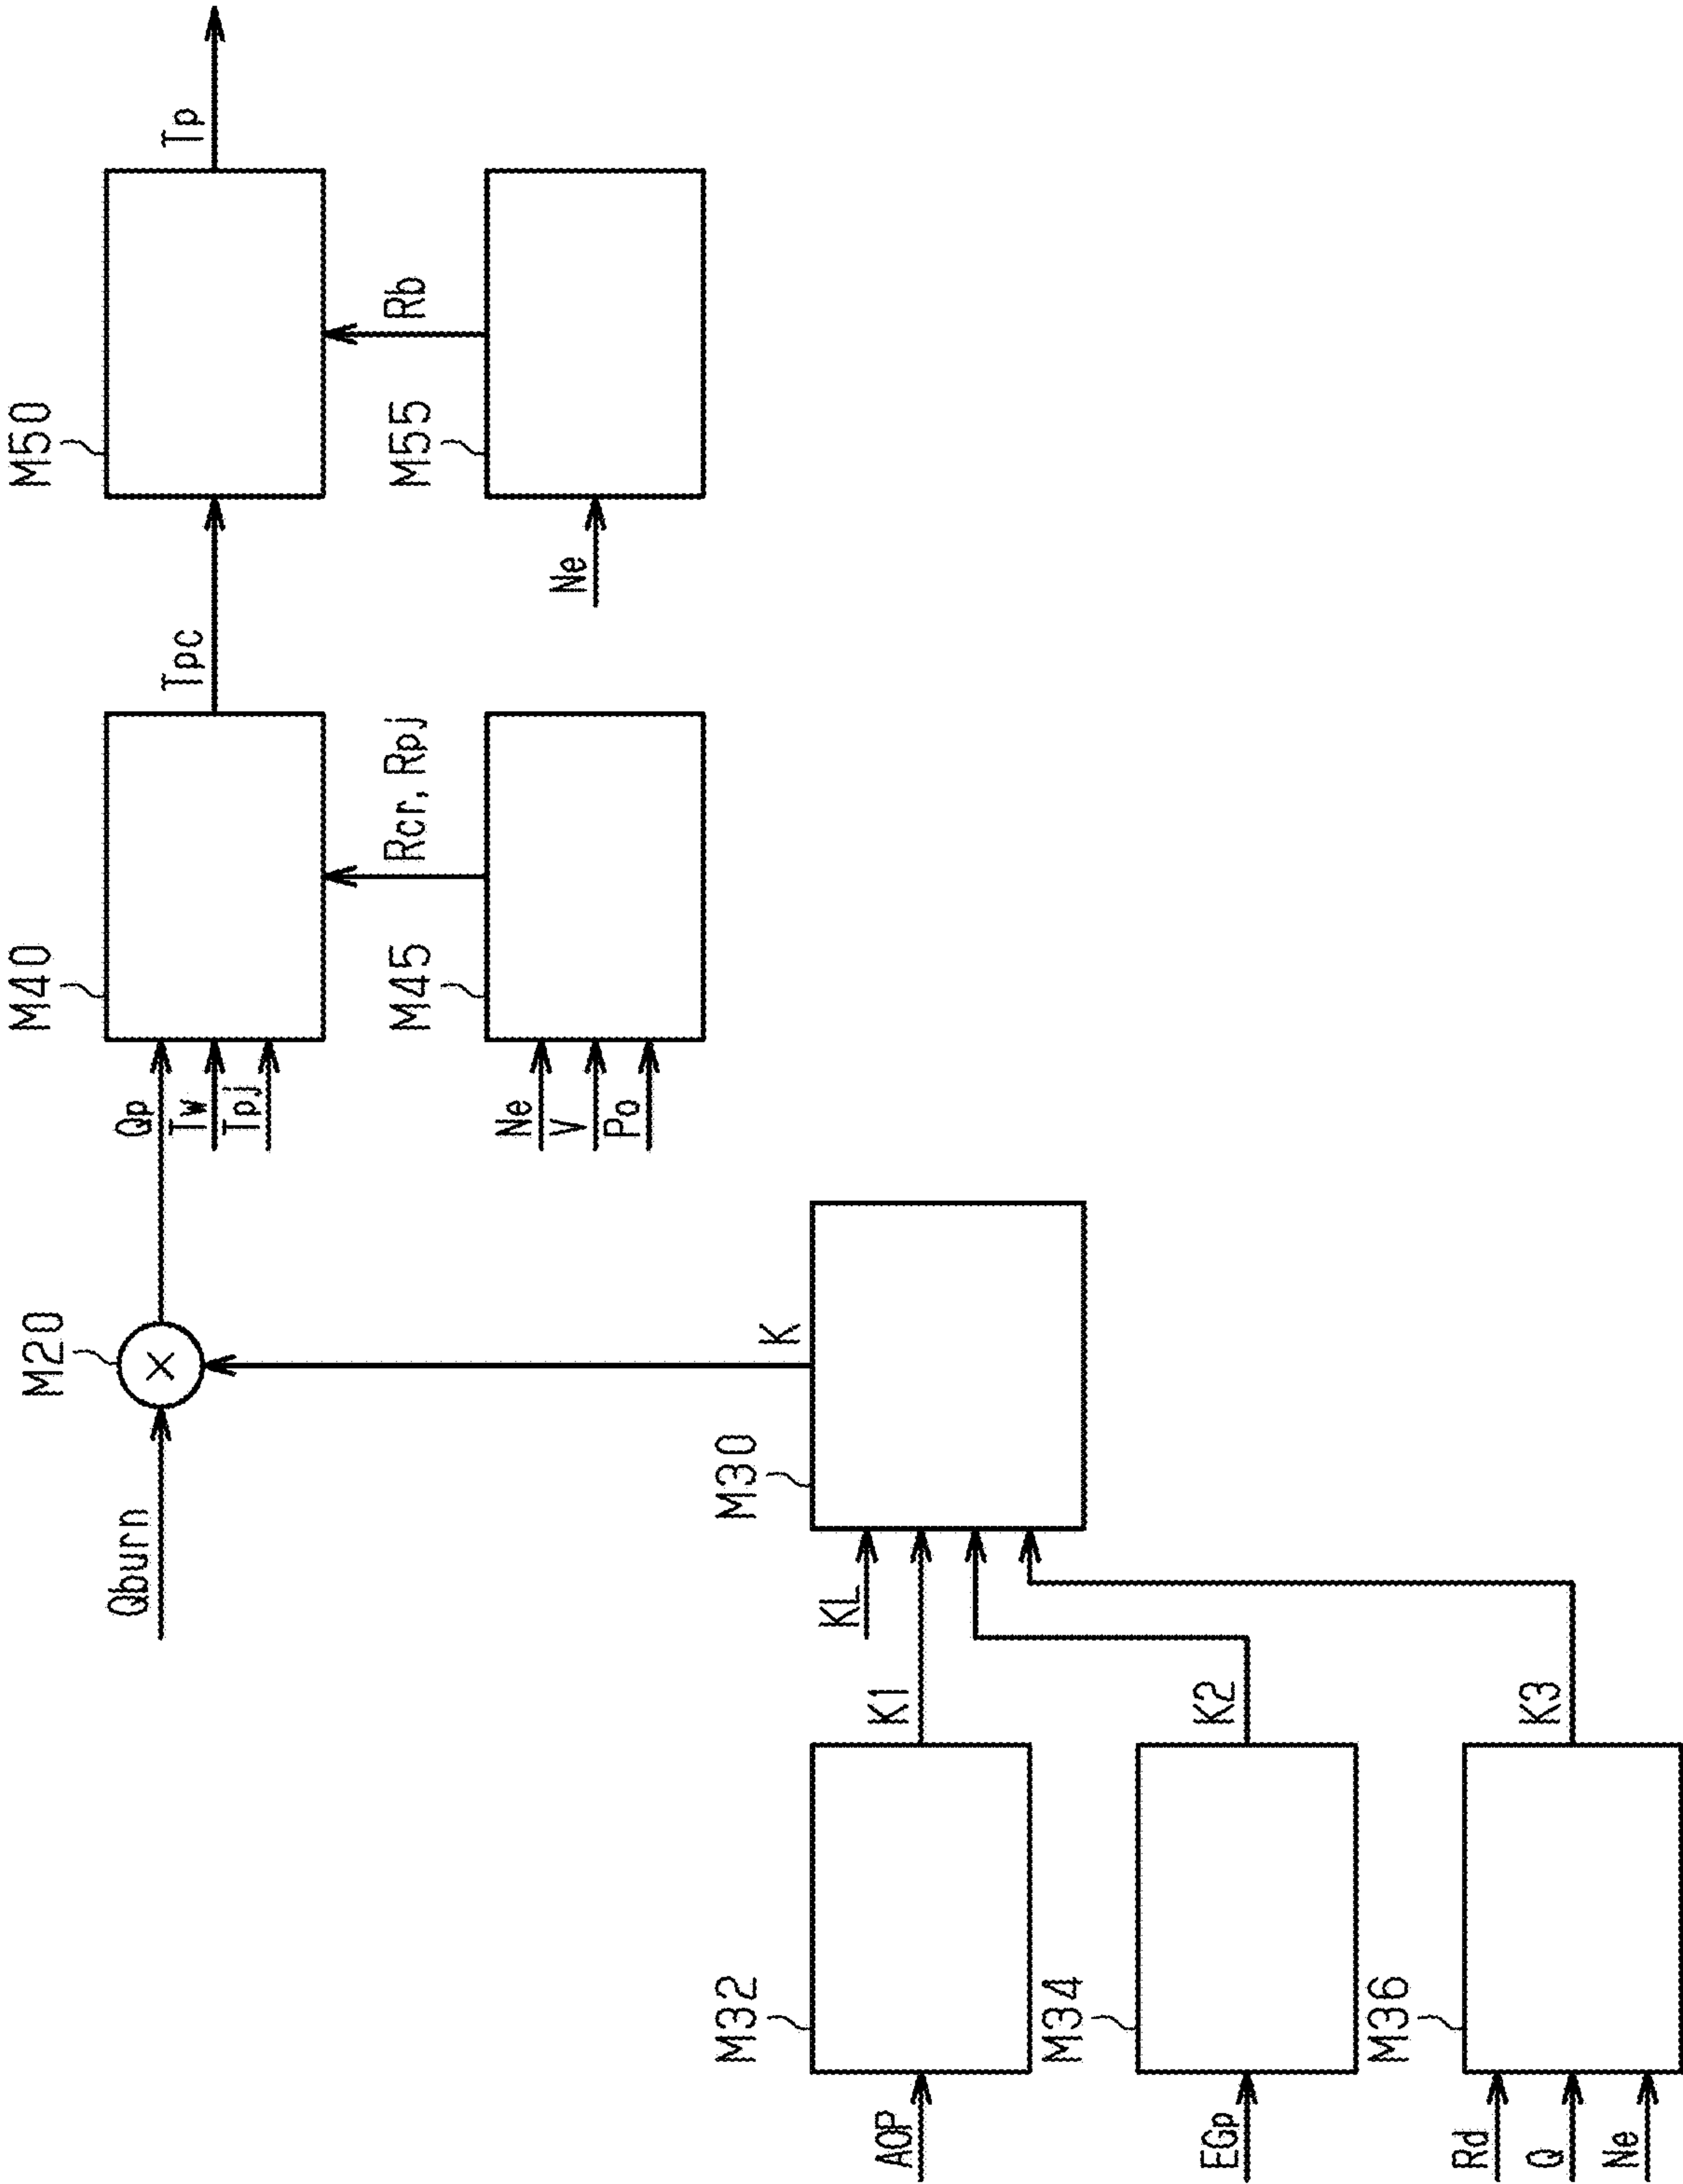 M20
M40
M50
Qburn
Qp
Tw
Tpj
Tpc
Tp
M45
M55
Rcr, Rpj
Rb
Ne
V
Po
Ne
K
M30
KL
M32
K1
AOP
M34
K2
EGp
M36
K3
Rd
Q
Ne